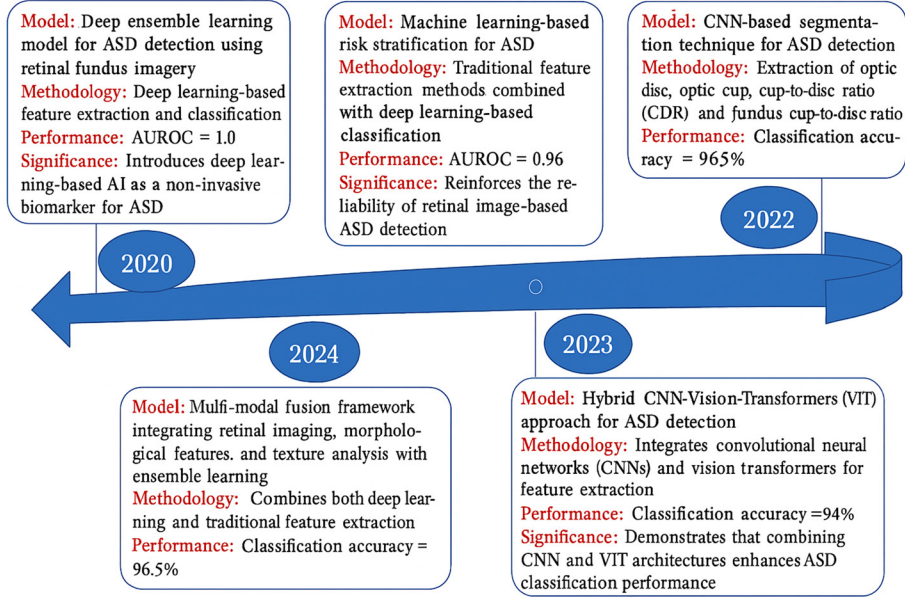 Model: Deep ensemble learning
model for ASD detection using
retinal fundus imagery
Methodology: Deep learning-based
feature extraction and classification
Performance: AUROC = 1.0
Significance: Introduces deep lear-
ning-based AI as a non-invasive
biomarker for ASD
Model: Machine learning-based
risk stratification for ASD
Methodology: Traditional feature
extraction methods combined
with deep learning-based
classification
Performance: AUROC = 0.96
Significance: Reinforces the re-
liability of retinal image-based
ASD detection
Model: CNN-based segmenta-
tion technique for ASD detection
Methodology: Extraction of optic
disc, optic cup, cup-to-disc ratio
(CDR) and fundus cup-to-disc ratio
Performance: Classification accu-
racy = 965%
2020
2022
2024
2023
Model: Mulfi-modal fusion framework
integrating retinal imaging, morpholo-
gical features. and texture analysis with
ensemble learning
Methodology: Combines both deep lear-
ning and traditional feature extraction
Performance: Classification accuracy =
96.5%
Model: Hybrid CNN-Vision-Transformers (VIT)
approach for ASD detection
Methodology: Integrates convolutional neural
networks (CNNs) and vision transformers for
feature extraction
Performance: Classification accuracy =94%
Significance: Demonstrates that combining
CNN and VIT architectures enhances ASD
classification performance